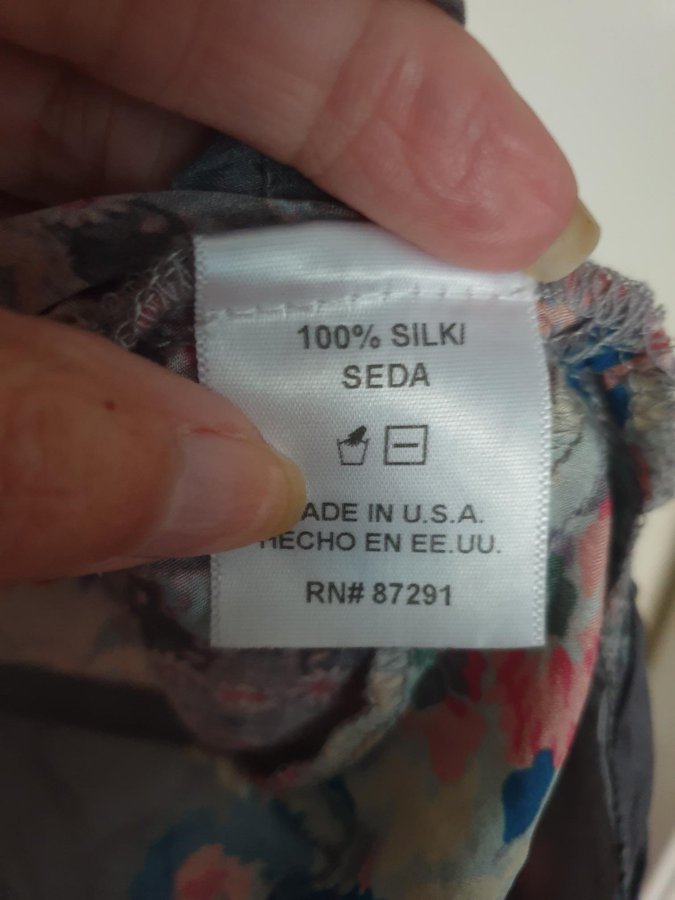 100% SILK/
SEDA
ADE IN U.S.A.
HECHO EN EE.UU.
RN# 87291